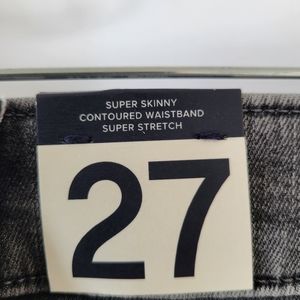 SUPER SKINNY
CONTOURED WAISTBAND
SUPER STRETCH
27